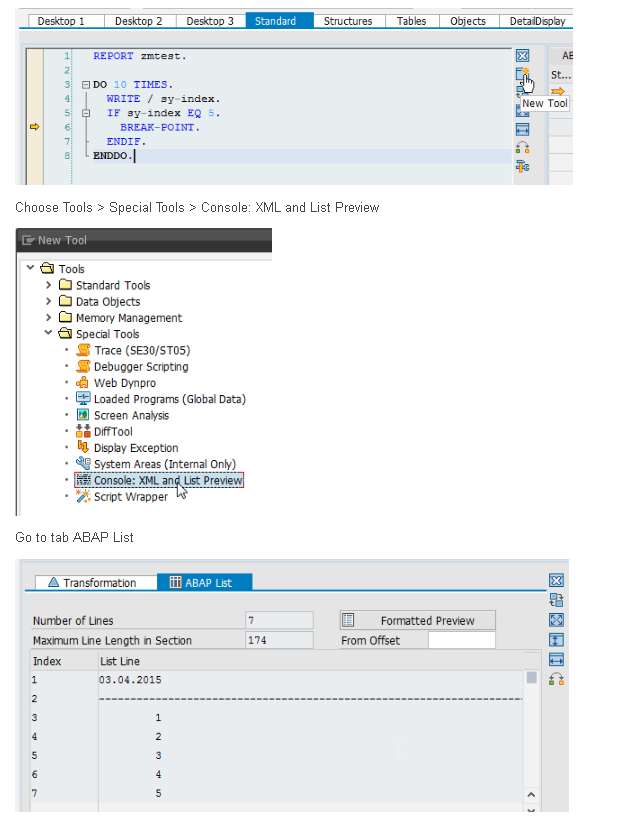 Desktop 1 Desktop 2 Desktop 3 Standard Structures Tables Objects DetailDisplay
1 REPORT zmtest.
2
3 DO 10 TIMES.
4 WRITE / sy-index.
5 IF sy-index EQ 5.
6 BREAK-POINT.
7 ENDIF.
8 ENDDO.
St...
New Tool
Choose Tools > Special Tools > Console: XML and List Preview
New Tool
Tools
Standard Tools
Data Objects
Memory Management
Special Tools
Trace (SE30/ST05)
Debugger Scripting
Web Dynpro
Loaded Programs (Global Data)
Screen Analysis
DiffTool
Display Exception
System Areas (Internal Only)
Console: XML and List Preview
Script Wrapper
Go to tab ABAP List
Transformation ABAP List
Number of Lines 7 Formatted Preview
Maximum Line Length in Section 174 From Offset
Index List Line
1 03.04.2015
2 --------------------------------------------------------------------------------
3 1
4 2
5 3
6 4
7 5